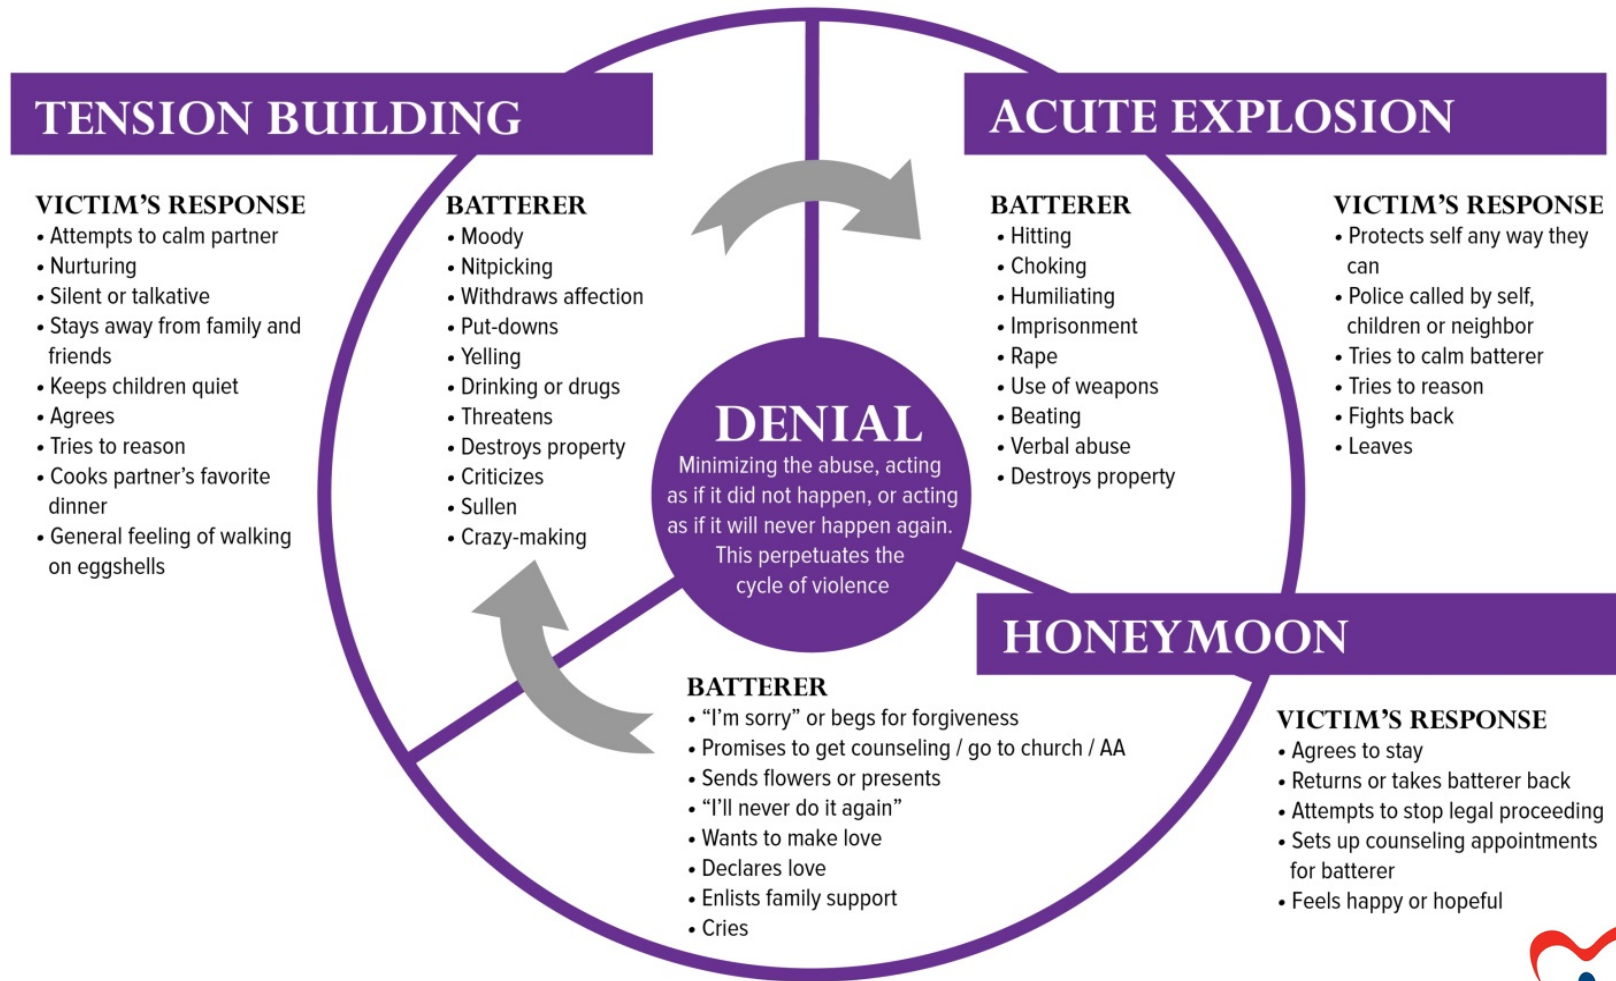 TENSION BUILDING
VICTIM’S RESPONSE
• Attempts to calm partner
• Nurturing
• Silent or talkative
• Stays away from family and
friends
• Keeps children quiet
• Agrees
• Tries to reason
• Cooks partner’s favorite
dinner
• General feeling of walking
on eggshells
BATTERER
• Moody
• Nitpicking
• Withdraws affection
• Put-downs
• Yelling
• Drinking or drugs
• Threatens
• Destroys property
• Criticizes
• Sullen
• Crazy-making
ACUTE EXPLOSION
BATTERER
• Hitting
• Choking
• Humiliating
• Imprisonment
• Rape
• Use of weapons
• Beating
• Verbal abuse
• Destroys property
VICTIM’S RESPONSE
• Protects self any way they
can
• Police called by self,
children or neighbor
• Tries to calm batterer
• Tries to reason
• Fights back
• Leaves
DENIAL
Minimizing the abuse, acting
as if it did not happen, or acting
as if it will never happen again.
This perpetuates the
cycle of violence
HONEYMOON
BATTERER
• “I’m sorry” or begs for forgiveness
• Promises to get counseling / go to church / AA
• Sends flowers or presents
• “I’ll never do it again”
• Wants to make love
• Declares love
• Enlists family support
• Cries
VICTIM’S RESPONSE
• Agrees to stay
• Returns or takes batterer back
• Attempts to stop legal proceeding
• Sets up counseling appointments
for batterer
• Feels happy or hopeful